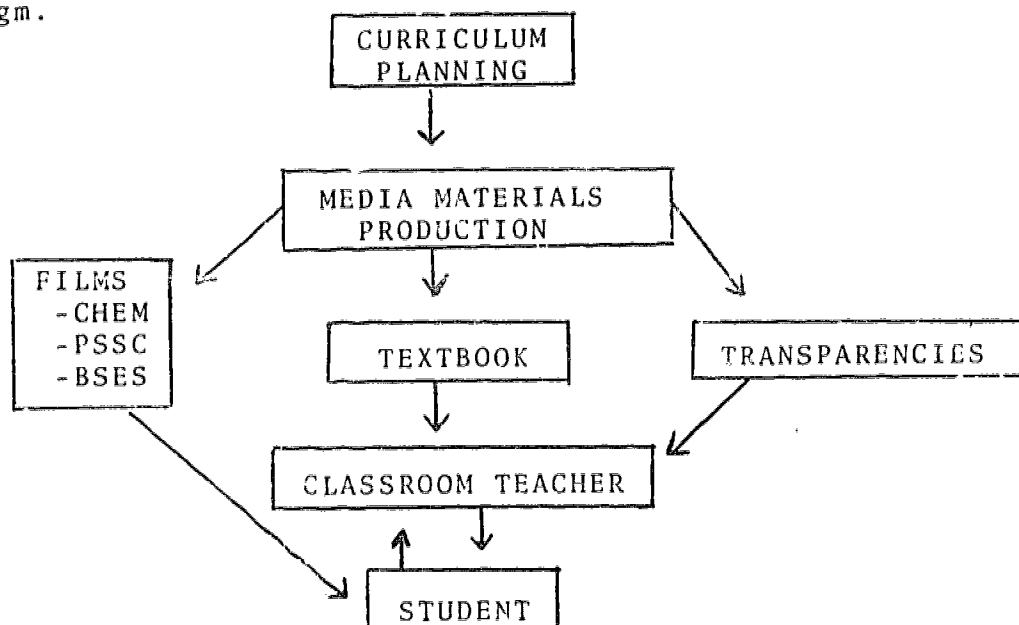 gm.
CURRICULUM
PLANNING
MEDIA MATERIALS
PRODUCTION
FILMS
-CHEM
-PSSC
-BSES
TEXTBOOK
TRANSPARENCIES
CLASSROOM TEACHER
STUDENT